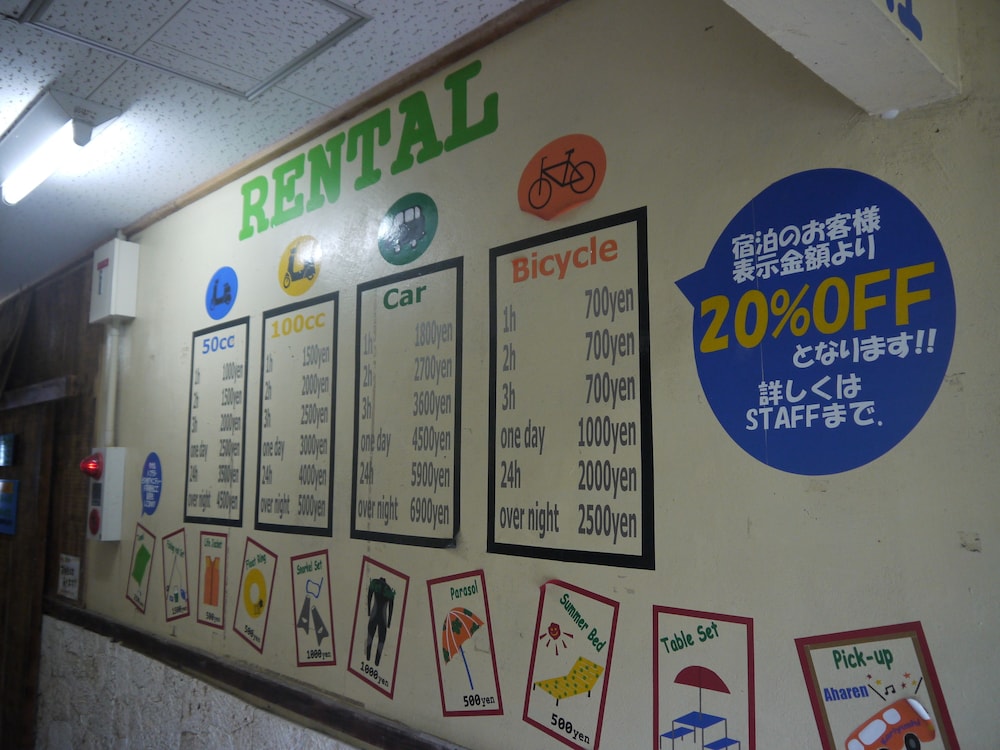 RENTAL
50cc
1h 1000yen
2h 1500yen
3h 2000yen
one day 2500yen
24h 3500yen
over night 4500yen
100cc
1h 1500yen
2h 2000yen
3h 2500yen
one day 3000yen
24h 4000yen
over night 5000yen
Car
1h 1800yen
2h 2700yen
3h 3600yen
one day 4500yen
24h 5900yen
over night 6900yen
Bicycle
1h 700yen
2h 700yen
3h 700yen
one day 1000yen
24h 2000yen
over night 2500yen
宿泊のお客様
表示金額より
20%OFF
となります!!
詳しくは
STAFFまで.
Life Jacket
500yen
Float Ring
500yen
Snorkel Set
1000yen
1000yen
Parasol
500yen
Summer Bed
500yen
Table Set
Pick-up
Aharen